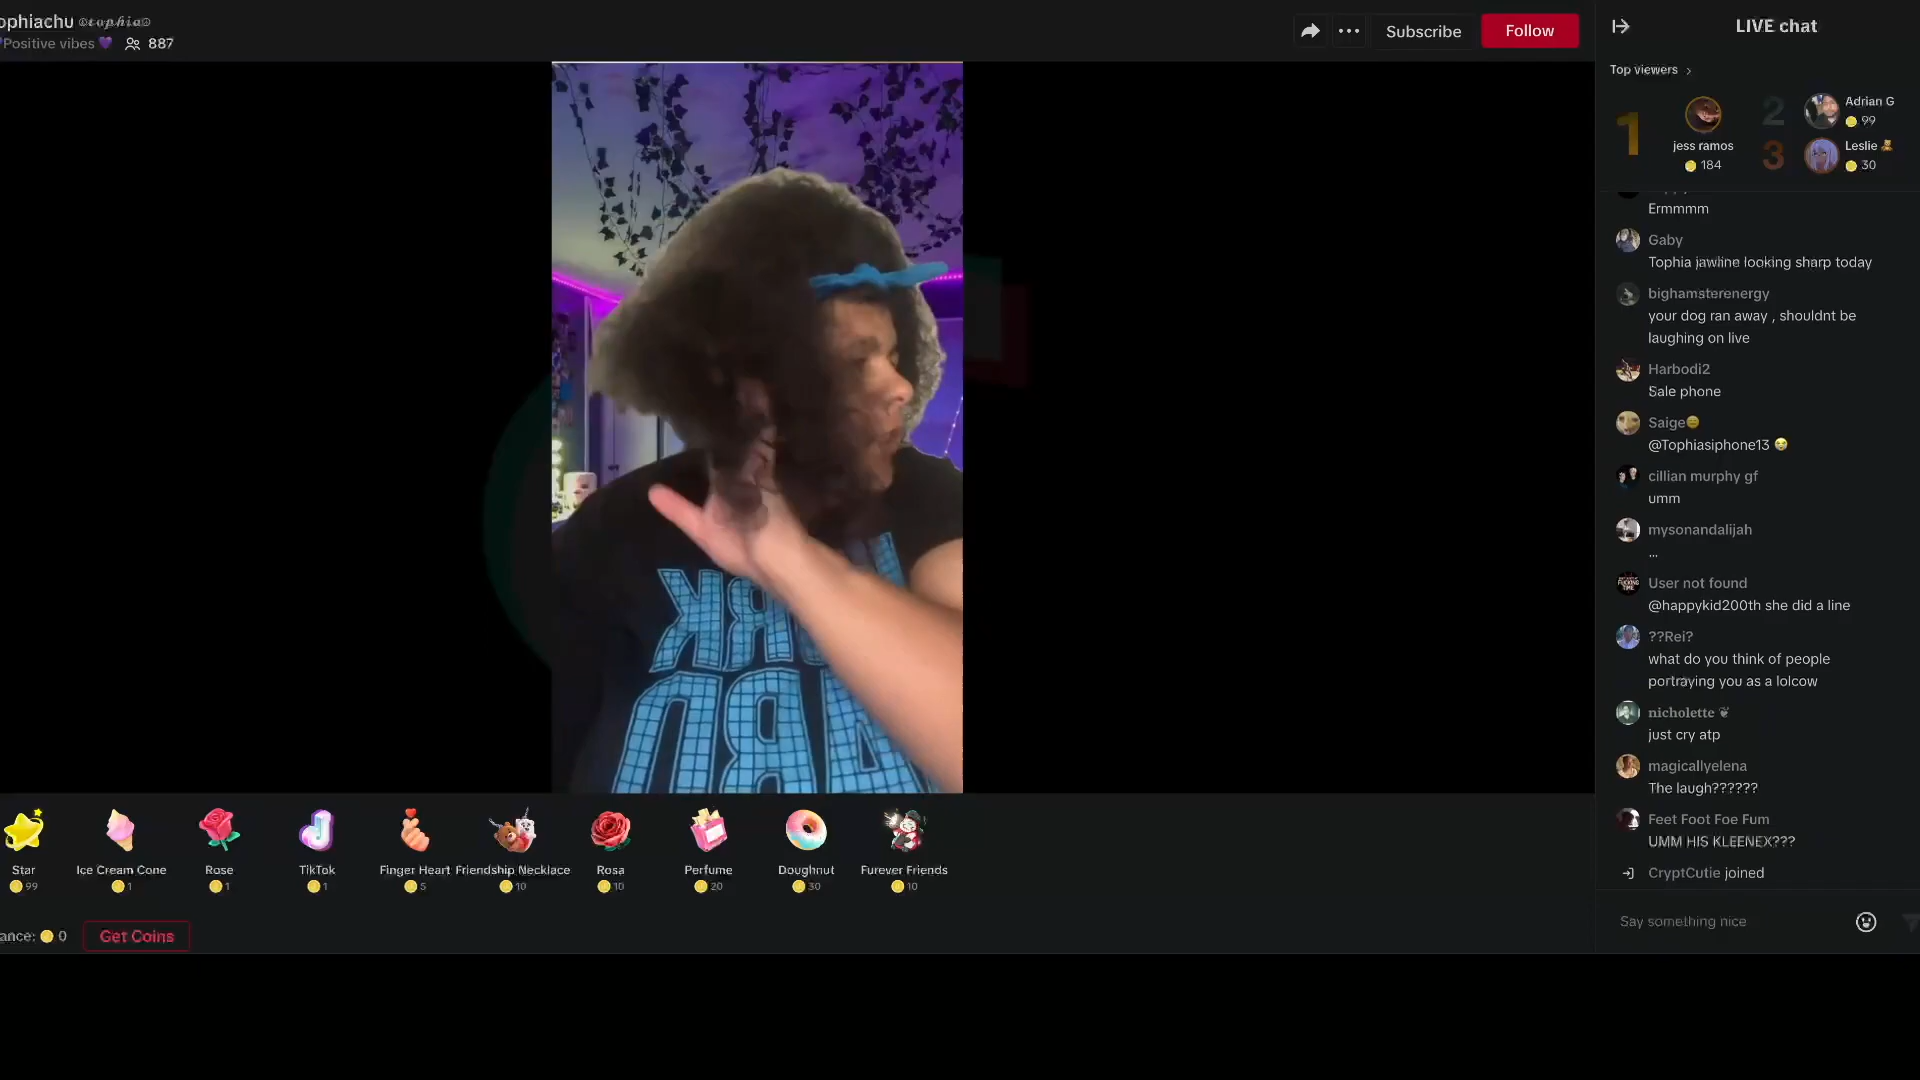 ophiachu @tophia@
Positive vibes 💜 887
Subscribe
Follow
LIVE chat
Top viewers >
1
jess ramos
184
2
Adrian G
99
3
Leslie 🧸
30
Ermmmm
Gaby
Tophia jawline looking sharp today
bighamsterenergy
your dog ran away , shouldnt be
laughing on live
Harbodi2
Sale phone
Saige😊
@Tophiasiphone13 😭
cillian murphy gf
umm
mysonandalijah
...
User not found
@happykid200th she did a line
??Rei?
what do you think of people
portraying you as a lolcow
nicholette ❦
just cry atp
magicallyelena
The laugh??????
Feet Foot Foe Fum
UMM HIS KLEENEX???
CryptCutie joined
Say something nice
Star
99
Ice Cream Cone
1
Rose
1
TikTok
1
Finger Heart
5
Friendship Necklace
10
Rosa
10
Perfume
20
Doughnut
30
Furever Friends
10
ance: 0
Get Coins